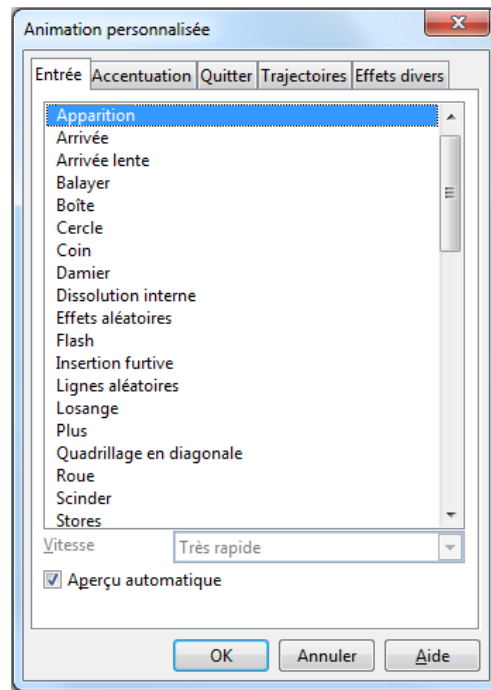 Animation personnalisée
Entrée Accentuation Quitter Trajectoires Effets divers
Apparition
Arrivée
Arrivée lente
Balayer
Boîte
Cercle
Coin
Damier
Dissolution interne
Effets aléatoires
Flash
Insertion furtive
Lignes aléatoires
Losange
Plus
Quadrillage en diagonale
Roue
Scinder
Stores
Vitesse Très rapide
Aperçu automatique
OK Annuler Aide